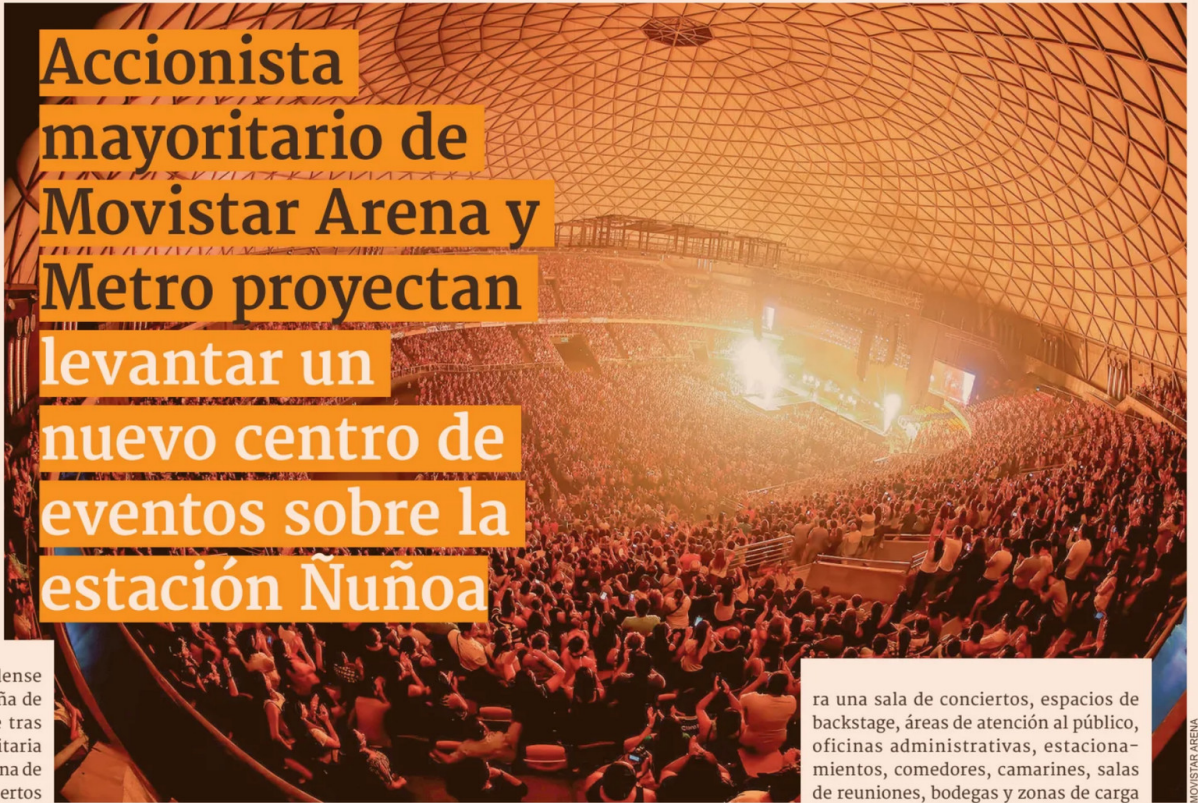 Accionista
mayoritario de
Movistar Arena y
Metro proyectan
levantar un
nuevo centro de
eventos sobre la
estación Ñuñoa
tras
ra una sala de conciertos, espacios de
backstage, áreas de atención al público,
oficinas administrativas, estaciona-
mientos, comedores, camarines, salas
de reuniones, bodegas y zonas de carga
MOVISTAR ARENA